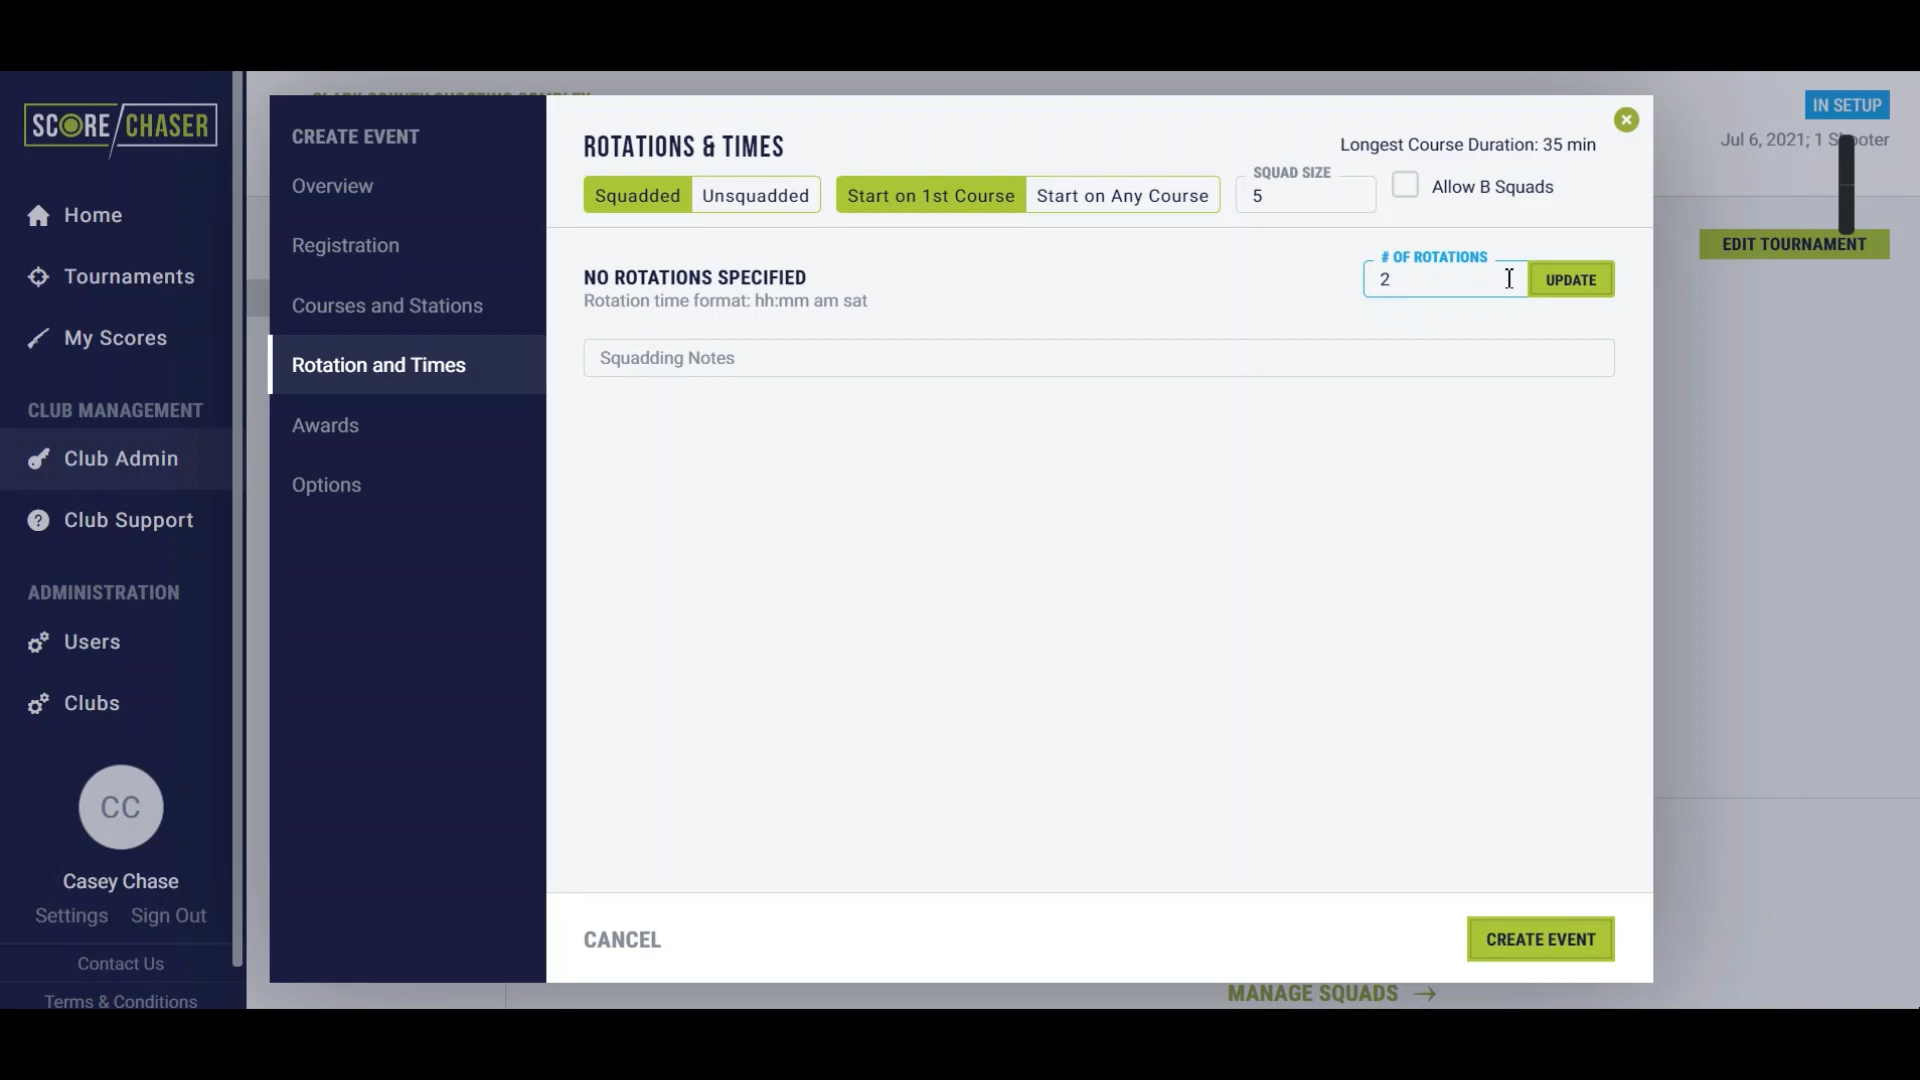 SCORE/CHASER
Home
Tournaments
My Scores
CLUB MANAGEMENT
Club Admin
Club Support
ADMINISTRATION
Users
Clubs
CC
Casey Chase
Settings Sign Out
Contact Us
Terms & Conditions
CREATE EVENT
Overview
Registration
Courses and Stations
Rotation and Times
Awards
Options
ROTATIONS & TIMES
Longest Course Duration: 35 min
Squadded Unsquadded
Start on 1st Course Start on Any Course
SQUAD SIZE
5
Allow B Squads
NO ROTATIONS SPECIFIED
Rotation time format: hh:mm am sat
# OF ROTATIONS
2
UPDATE
Squadding Notes
CANCEL
CREATE EVENT
IN SETUP
Jul 6, 2021; 1 Shooter
EDIT TOURNAMENT
MANAGE SQUADS →